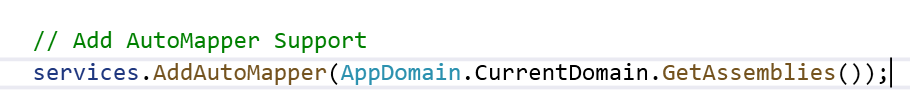 // Add AutoMapper Support
services.AddAutoMapper(AppDomain.CurrentDomain.GetAssemblies());